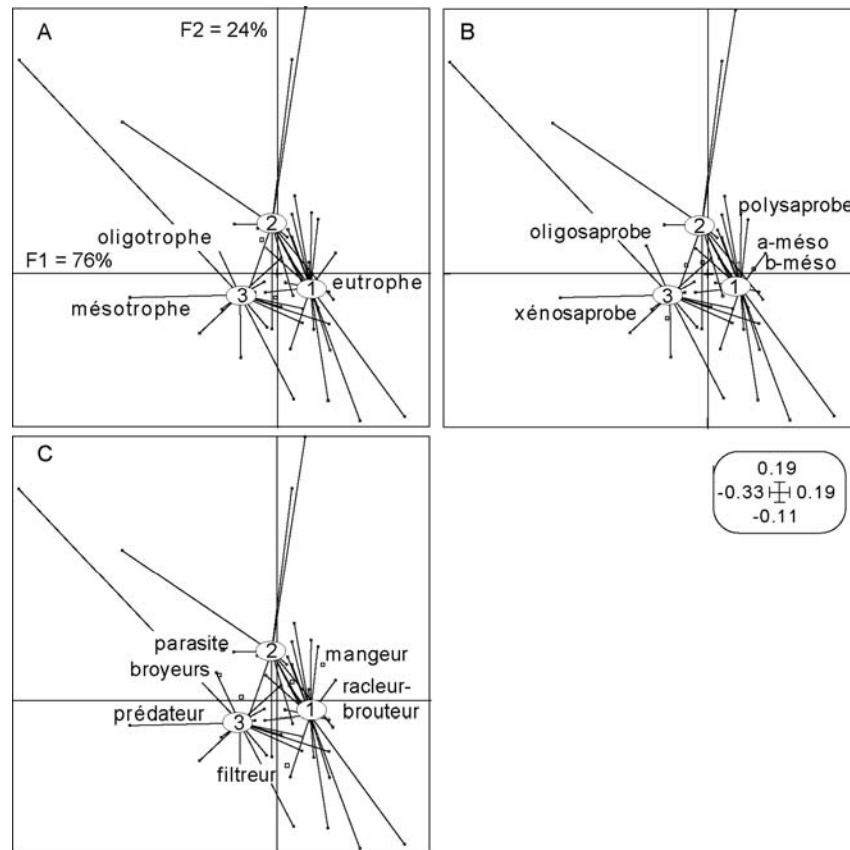 A
F2 = 24%
2
oligotrophe
F1 = 76%
eutrophe
1
mésotrophe
3
B
polysaprobe
2
oligosaprobe
a-méso
b-méso
1
3
xénosaprobe
C
parasite
2
mangeur
broyeurs
racleur-
brouteur
prédateur
3
1
filtreur
0.19
-0.33 0.19
-0.11